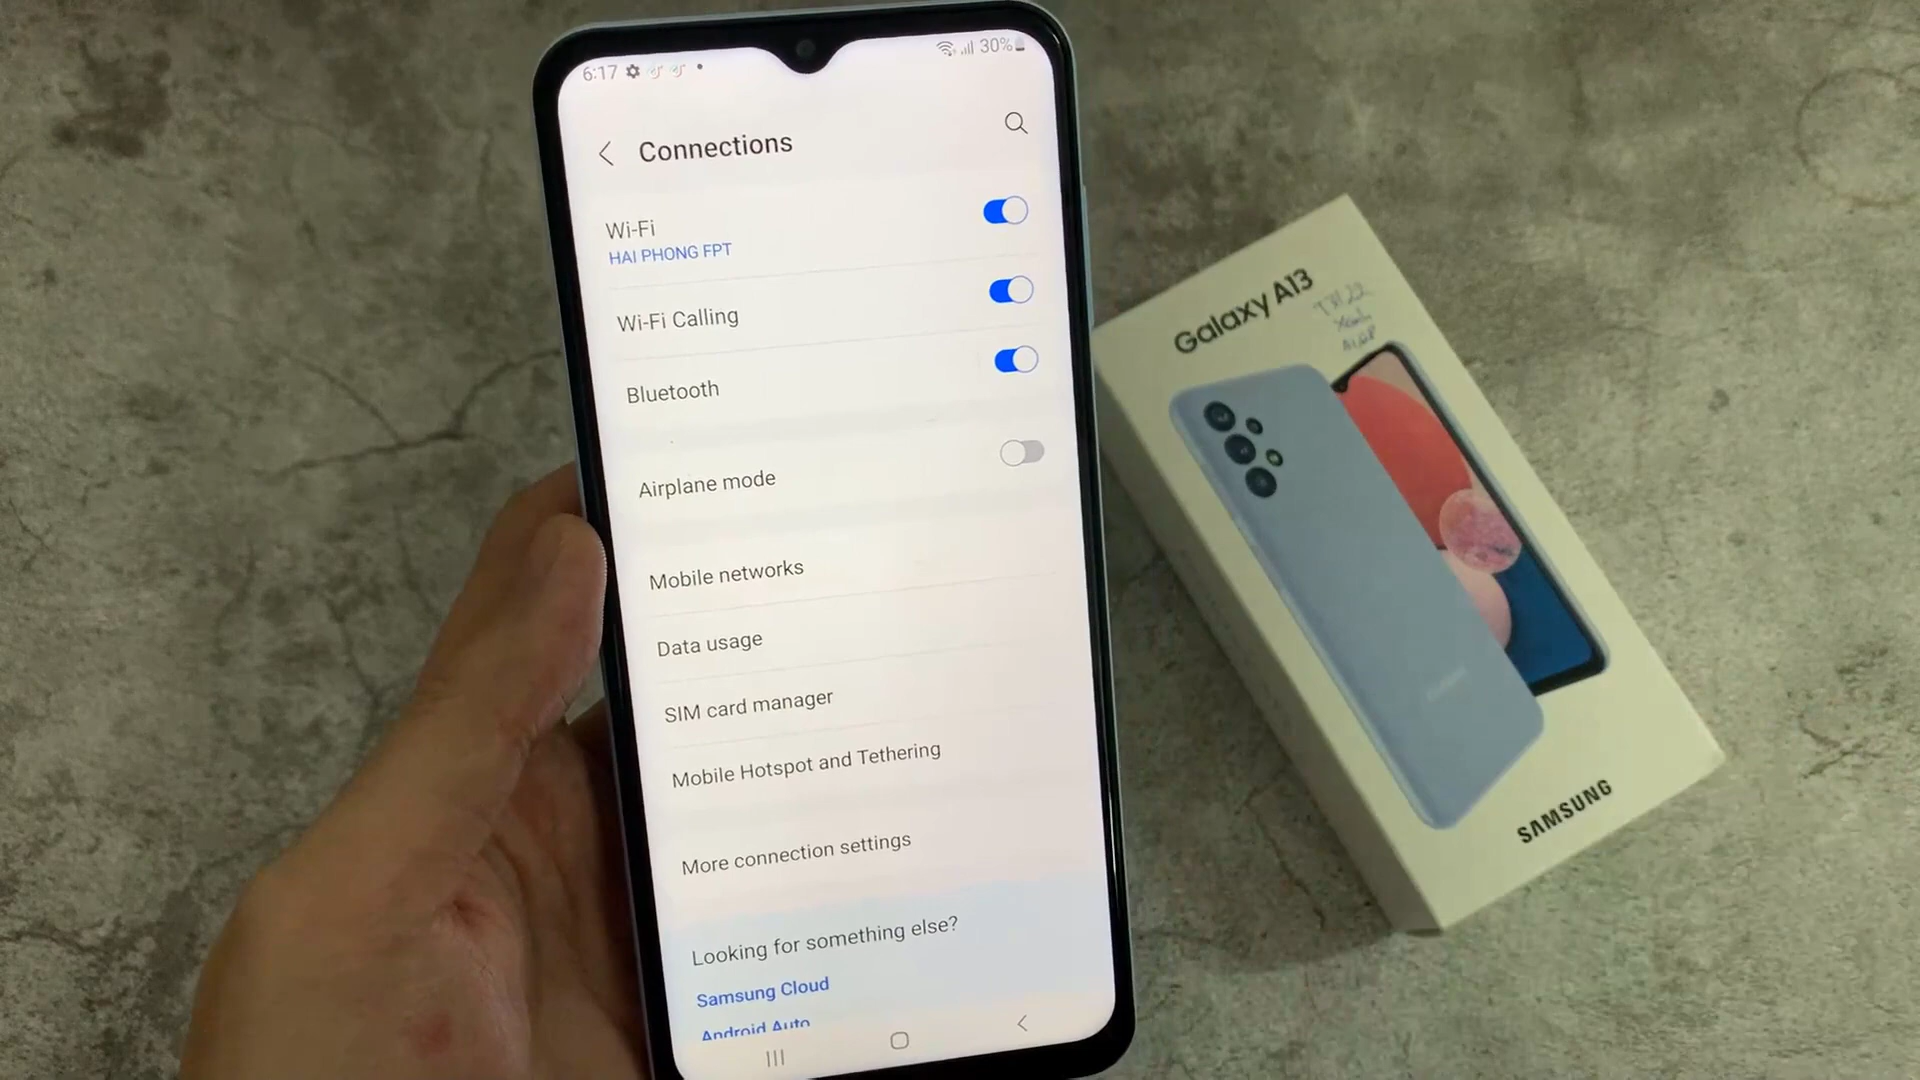 6:17
30%
Connections
Wi-Fi
HAI PHONG FPT
Wi-Fi Calling
Bluetooth
Airplane mode
Mobile networks
Data usage
SIM card manager
Mobile Hotspot and Tethering
More connection settings
Looking for something else?
Samsung Cloud
Android Auto
Galaxy A13
SAMSUNG